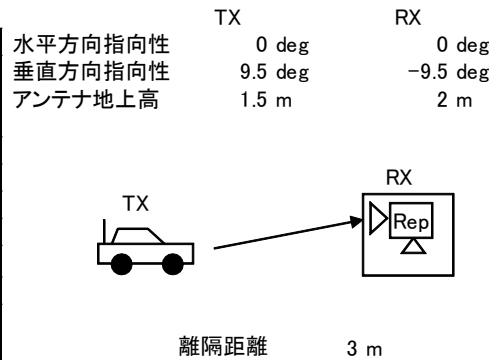 TX RX
水平方向指向性 0 deg 0 deg
垂直方向指向性 9.5 deg -9.5 deg
アンテナ地上高 1.5 m 2 m
RX
TX
Rep
離隔距離 3 m